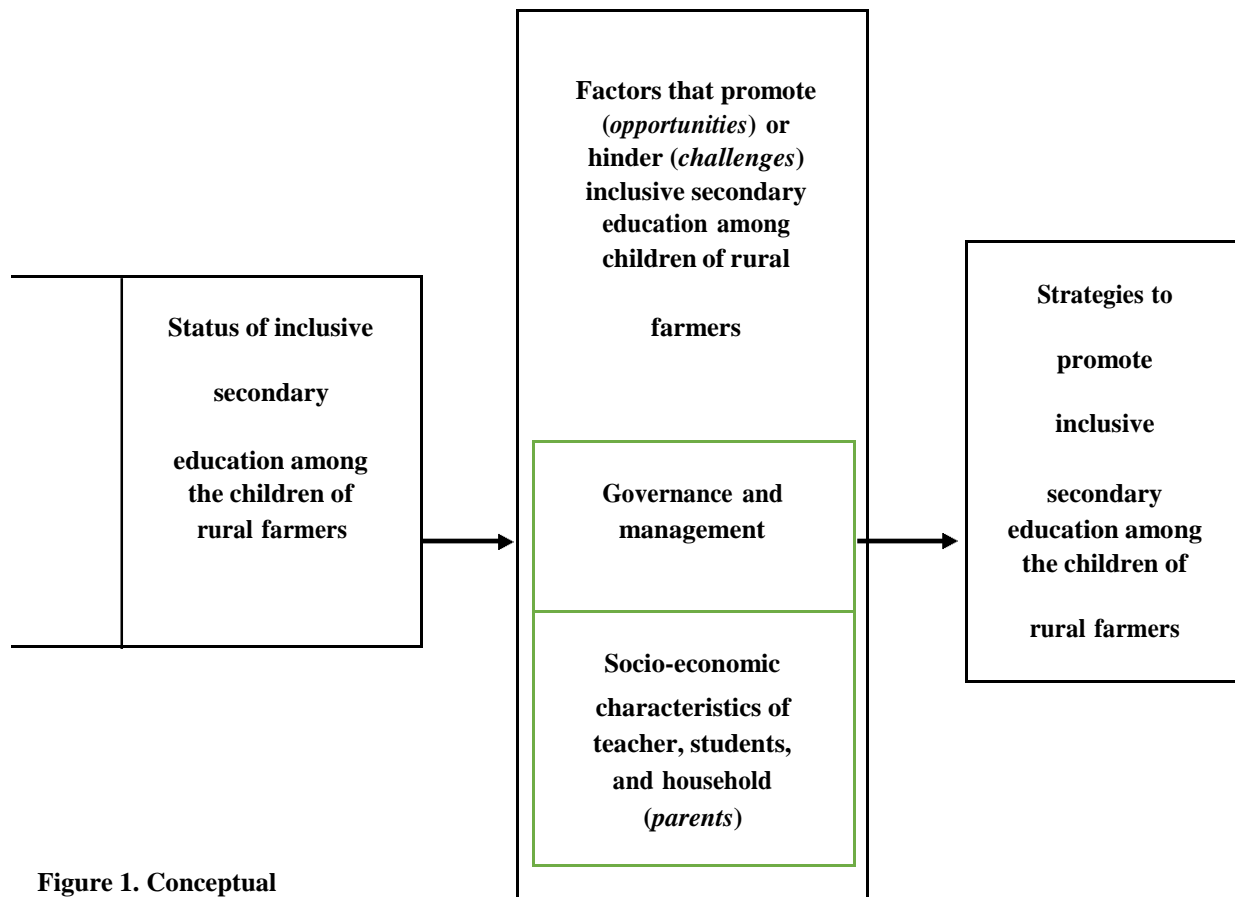 Status of inclusive
secondary
education among
the children of
rural farmers
Factors that promote
(opportunities) or
hinder (challenges)
inclusive secondary
education among
children of rural
farmers
Governance and
management
Socio-economic
characteristics of
teacher, students,
and household
(parents)
Strategies to
promote
inclusive
secondary
education among
the children of
rural farmers
Figure 1. Conceptual